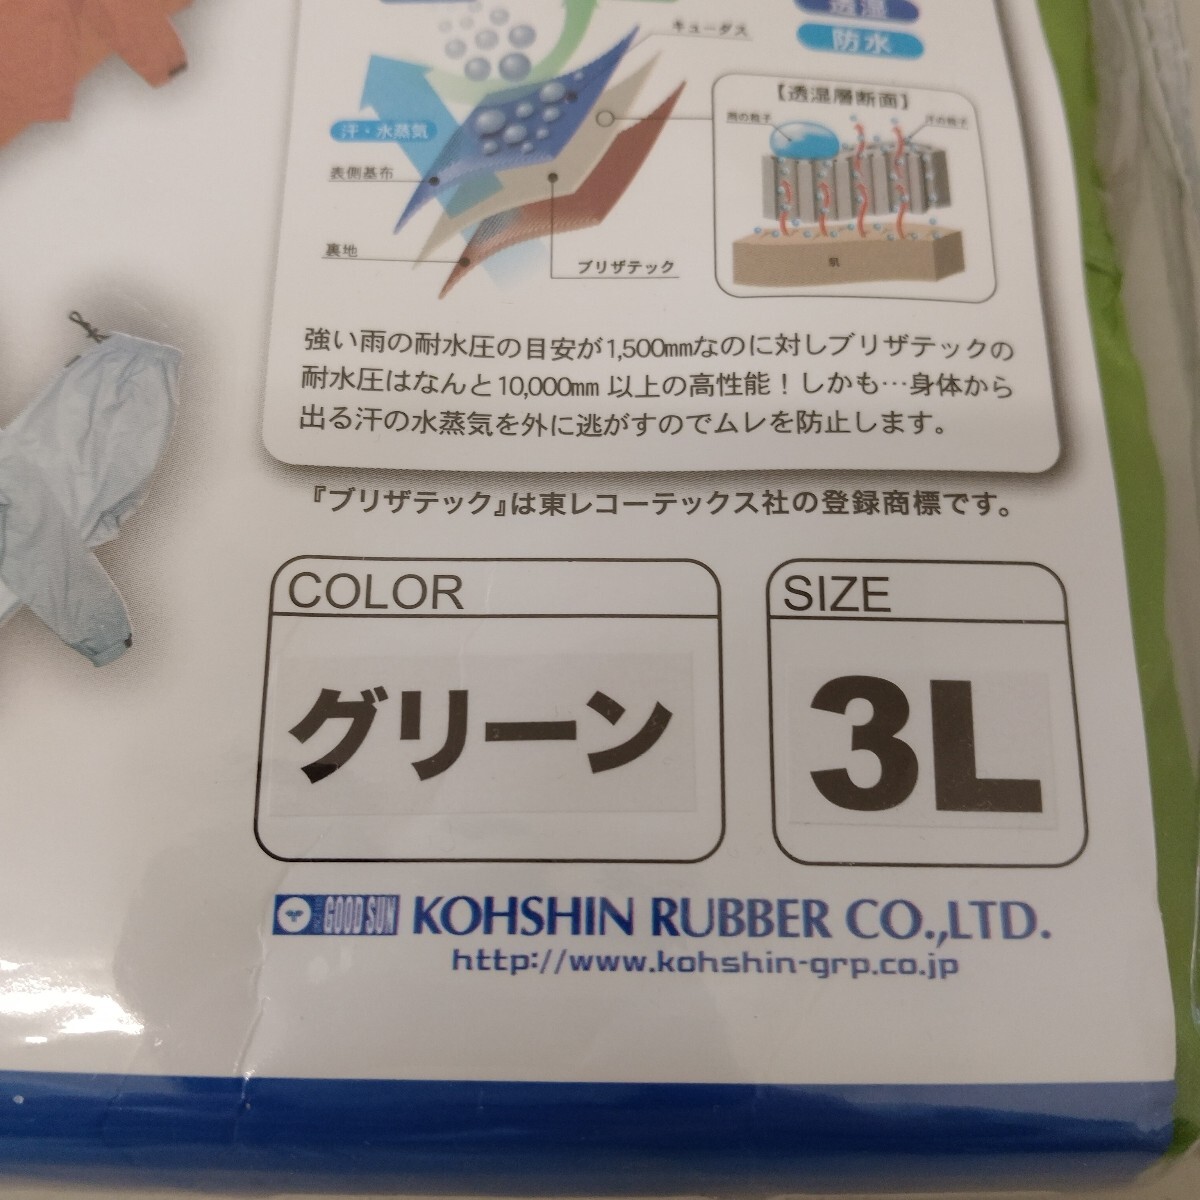 透湿
防水
キューダス
汗・水蒸気
表側基布
裏地
ブリザテック
【透湿層断面】
雨の粒子
汗の粒子
肌
強い雨の耐水圧の目安が1,500mmなのに対しブリザテックの
耐水圧はなんと10,000mm 以上の高性能！しかも…身体から
出る汗の水蒸気を外に逃がすのでムレを防止します。
『ブリザテック』は東レコーテックス社の登録商標です。
COLOR
グリーン
SIZE
3L
GOOD SUN KOHSHIN RUBBER CO.,LTD.
http://www.kohshin-grp.co.jp